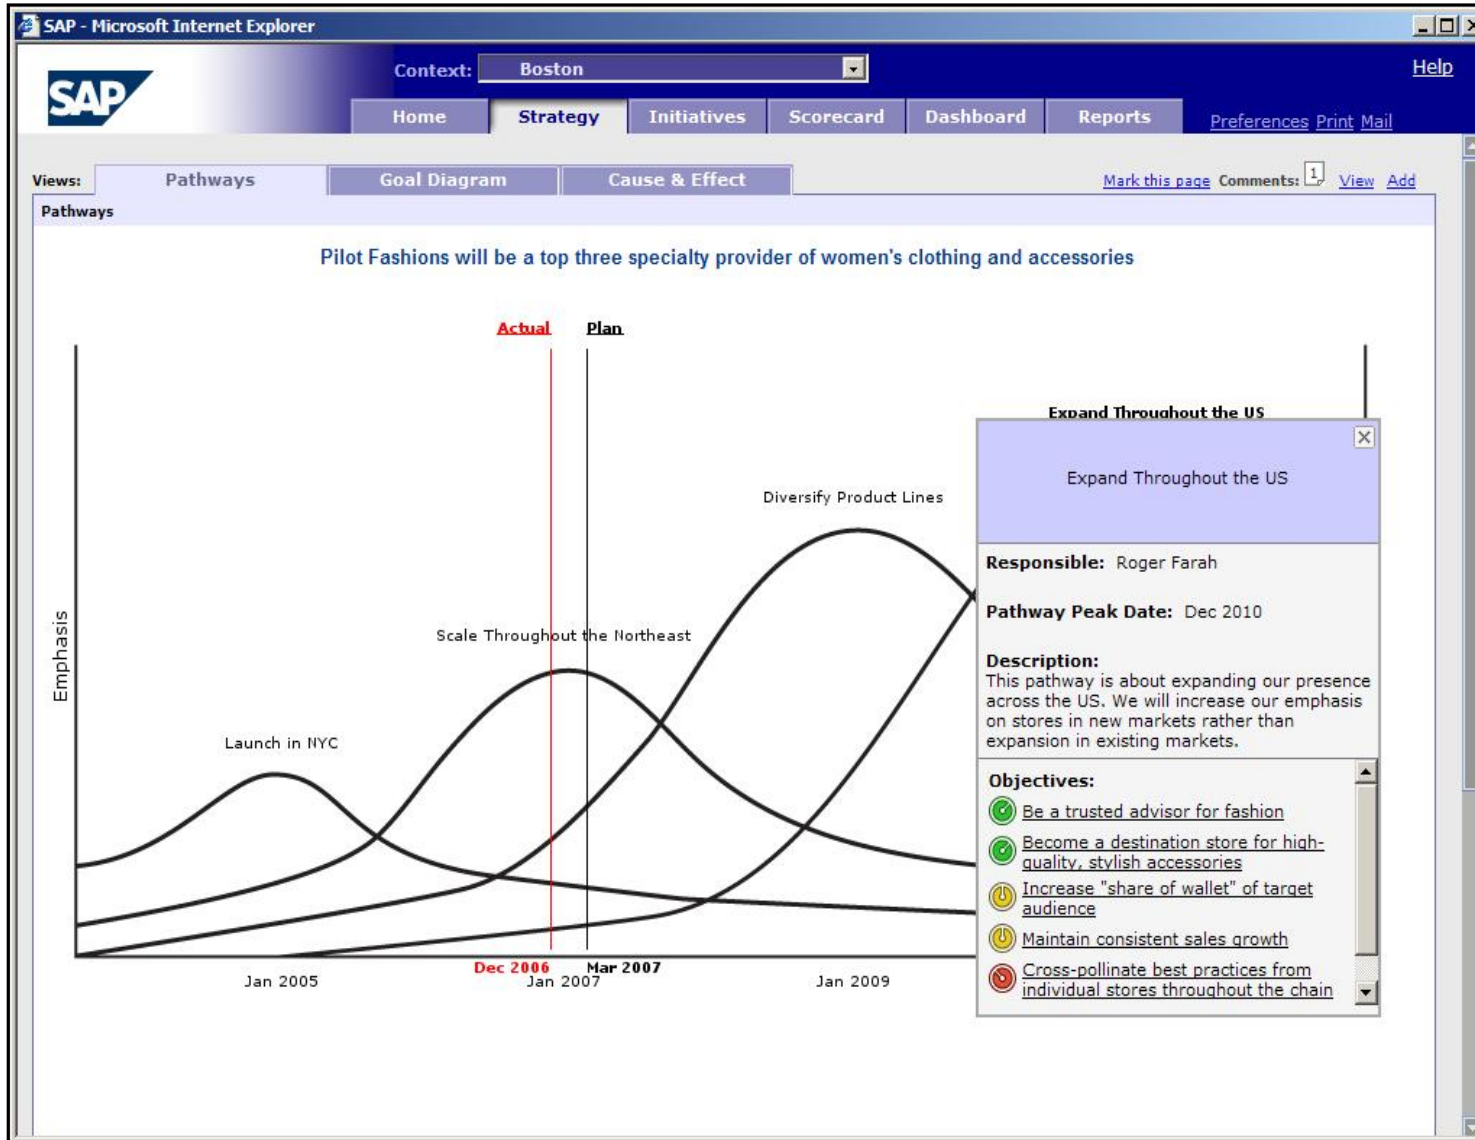 SAP - Microsoft Internet Explorer
SAP
Context: Boston
Help
Home Strategy Initiatives Scorecard Dashboard Reports
Preferences Print Mail
Views: Pathways Goal Diagram Cause & Effect
Mark this page Comments: 1 View Add
Pathways
Pilot Fashions will be a top three specialty provider of women's clothing and accessories
Actual Plan
Expand Throughout the US
Diversify Product Lines
Scale Throughout the Northeast
Launch in NYC
Emphasis
Dec 2006 Mar 2007
Jan 2005 Jan 2007 Jan 2009
Expand Throughout the US
Responsible: Roger Farah
Pathway Peak Date: Dec 2010
Description:
This pathway is about expanding our presence
across the US. We will increase our emphasis
on stores in new markets rather than
expansion in existing markets.
Objectives:
Be a trusted advisor for fashion
Become a destination store for high-
quality, stylish accessories
Increase "share of wallet" of target
audience
Maintain consistent sales growth
Cross-pollinate best practices from
individual stores throughout the chain